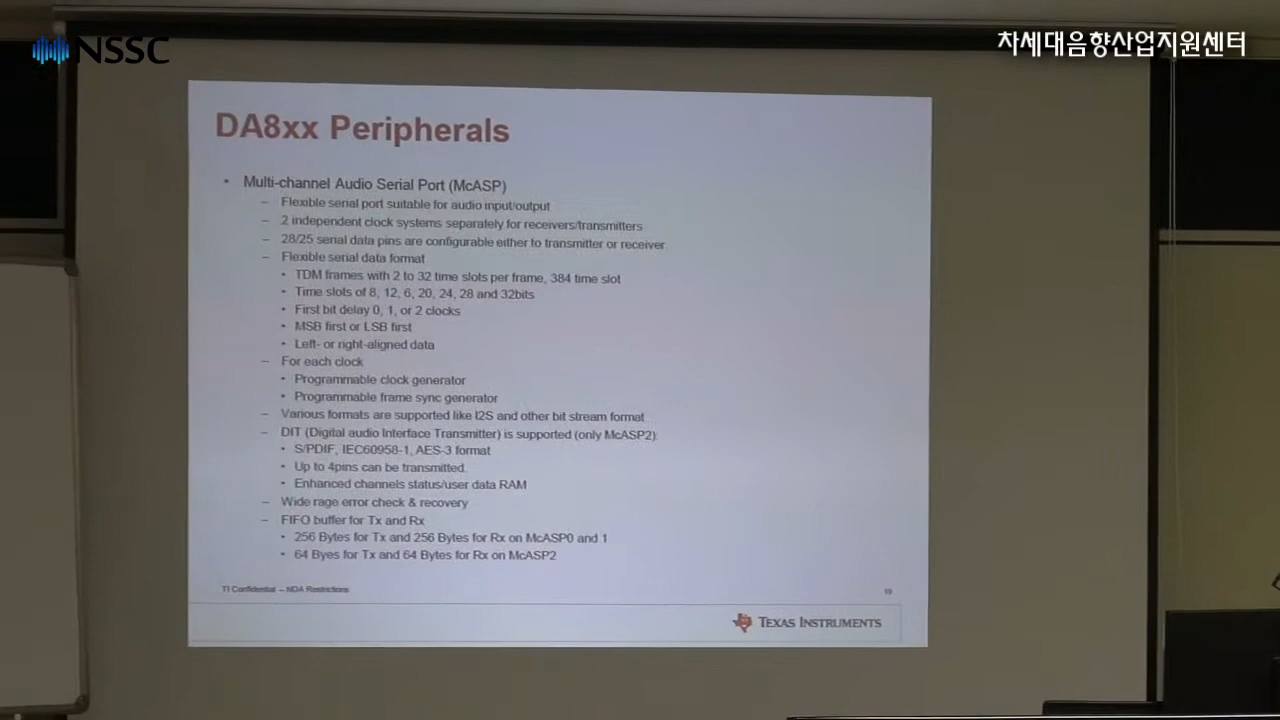 NSSC
차세대음향산업지원센터
DA8xx Peripherals
• Multi-channel Audio Serial Port (McASP)
– Flexible serial port suitable for audio input/output
– 2 independent clock systems separately for receivers/transmitters
– 28/25 serial data pins are configurable either to transmitter or receiver
– Flexible serial data format
• TDM frames with 2 to 32 time slots per frame, 384 time slot
• Time slots of 8, 12, 6, 20, 24, 28 and 32bits
• First bit delay 0, 1, or 2 clocks
• MSB first or LSB first
• Left- or right-aligned data
– For each clock
• Programmable clock generator
• Programmable frame sync generator
– Various formats are supported like I2S and other bit stream format
– DIT (Digital audio Interface Transmitter) is supported (only McASP2)
• S/PDIF, IEC60958-1, AES-3 format
• Up to 4pins can be transmitted.
• Enhanced channels status/user data RAM
– Wide rage error check & recovery
– FIFO buffer for Tx and Rx
• 256 Bytes for Tx and 256 Bytes for Rx on McASP0 and 1
• 64 Byes for Tx and 64 Bytes for Rx on McASP2
TI Confidential – NDA Restrictions
19
TEXAS INSTRUMENTS